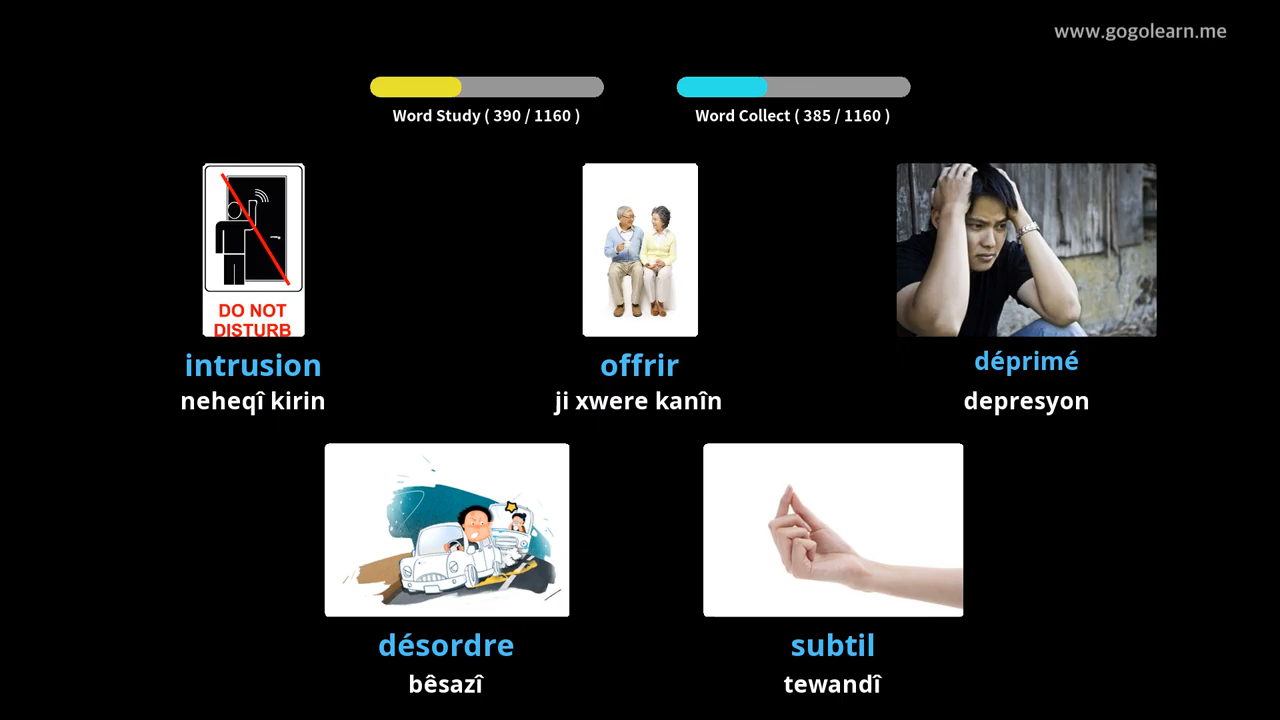 www.gogolearn.me
Word Study ( 390 / 1160 )
Word Collect ( 385 / 1160 )
DO NOT
DISTURB
intrusion
neheqî kirin
offrir
ji xwere kanîn
déprimé
depresyon
désordre
bêsazî
subtil
tewandî